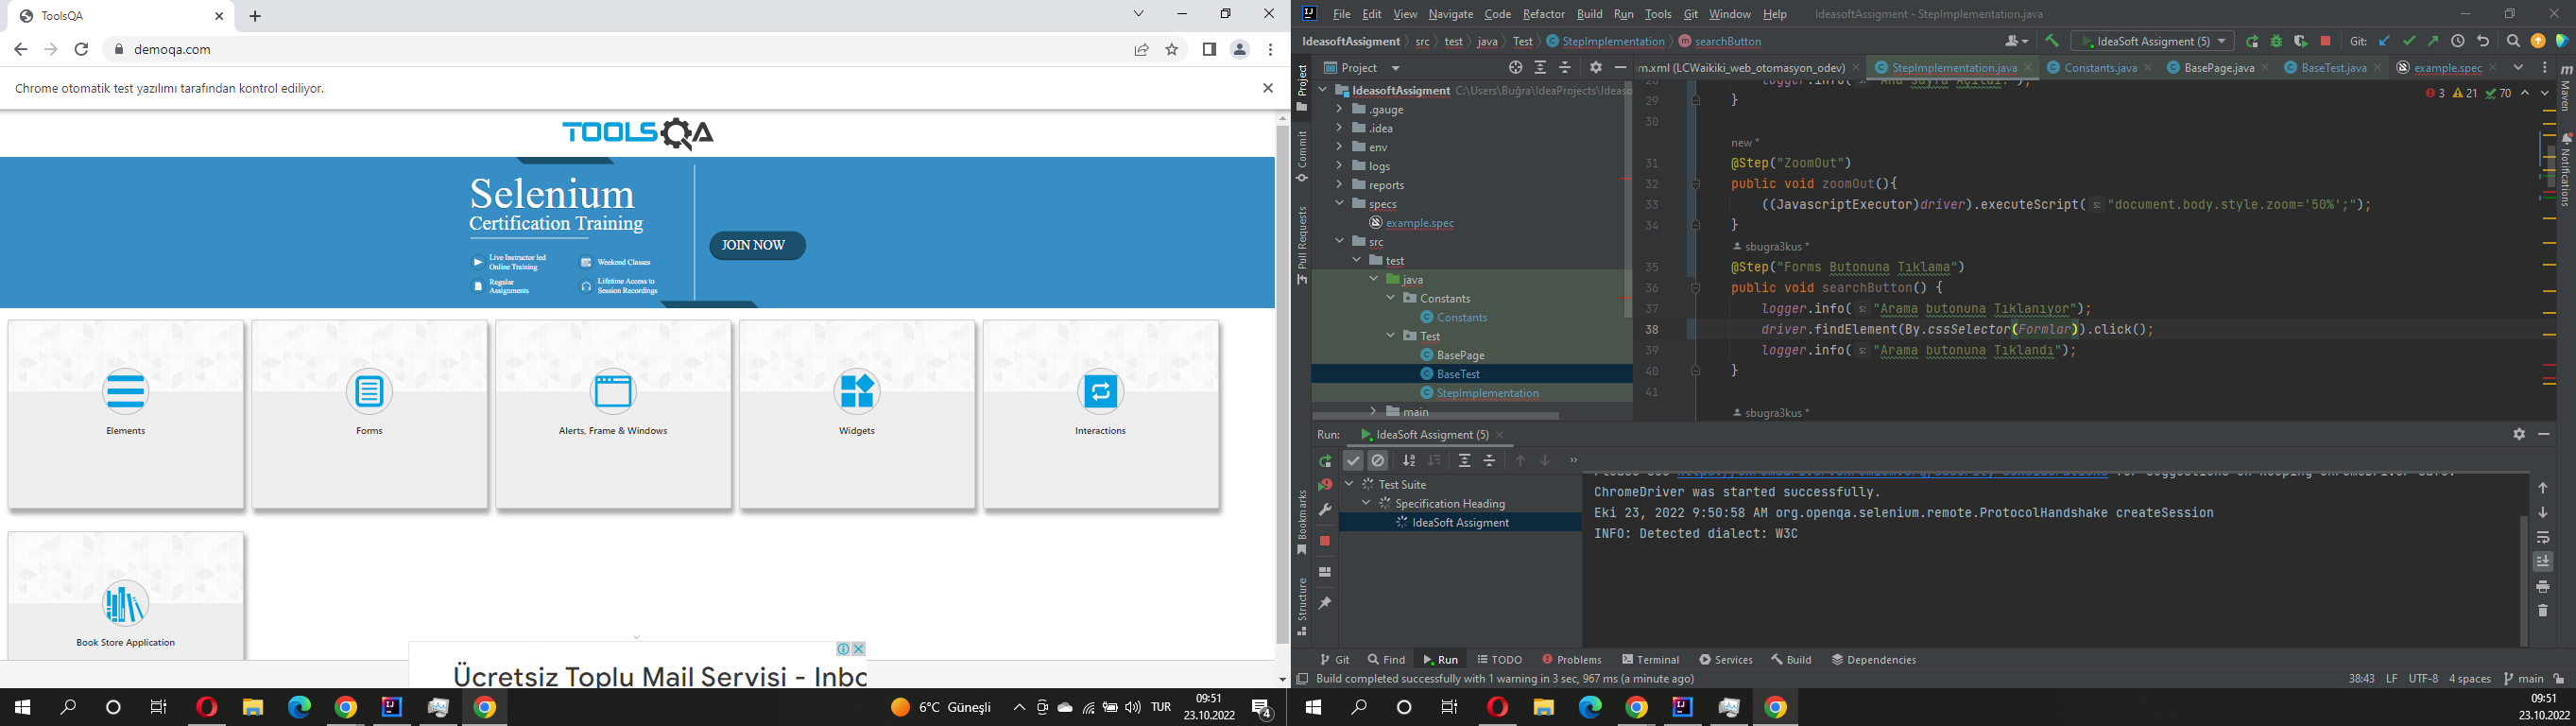 ToolsQA
demoqa.com
Chrome otomatik test yazılımı tarafından kontrol ediliyor.
TOOLSQA
Selenium
Certification Training
Live Instructor led
Online Training
Weekend Classes
Regular
Assignments
Lifetime Access to
Session Recordings
JOIN NOW
Elements
Forms
Alerts, Frame & Windows
Widgets
Interactions
Book Store Application
Ücretsiz Toplu Mail Servisi - Inbo
6°C Güneşli
TUR
09:51
23.10.2022
4
File Edit View Navigate Code Refactor Build Run Tools Git Window Help
IdeasoftAssigment - StepImplementation.java
IdeasoftAssigment src test java Test StepImplementation searchButton
IdeaSoft Assigment (5)
Git:
Project
m.xml (LCWaikiki_web_otomasyon_odev)
StepImplementation.java
Constants.java
BasePage.java
BaseTest.java
example.spec
Project
Commit
Pull Requests
Bookmarks
Structure
Maven
Notifications
IdeasoftAssigment C:\Users\Buğra\IdeaProjects\Ideaso
.gauge
.idea
env
logs
reports
specs
example.spec
src
test
java
Constants
Constants
Test
BasePage
BaseTest
StepImplementation
main
3 21 70
29 }
30
new *
31 @Step("ZoomOut")
32 public void zoomOut(){
33 ((JavascriptExecutor)driver).executeScript( s: "document.body.style.zoom='50%';");
34 }
sbugra3kus *
35 @Step("Forms Butonuna Tıklama")
36 public void searchButton() {
37 logger.info( s: "Arama butonuna Tıklanıyor");
38 driver.findElement(By.cssSelector(Formlar)).click();
39 logger.info( s: "Arama butonuna Tıklandı");
40 }
41
sbugra3kus *
Run: IdeaSoft Assigment (5)
Test Suite
Specification Heading
IdeaSoft Assigment
ChromeDriver was started successfully.
Eki 23, 2022 9:50:58 AM org.openqa.selenium.remote.ProtocolHandshake createSession
INFO: Detected dialect: W3C
Git Find Run TODO Problems Terminal Services Build Dependencies
Build completed successfully with 1 warning in 3 sec, 967 ms (a minute ago)
38:43 LF UTF-8 4 spaces main
09:51
23.10.2022